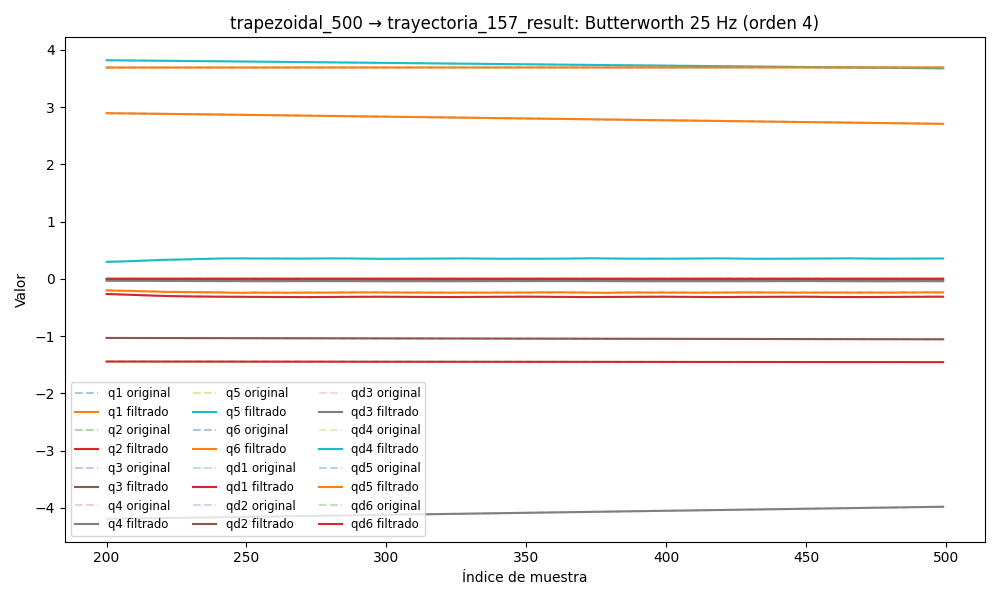 trapezoidal_500 → trayectoria_157_result: Butterworth 25 Hz (orden 4)
Valor
4
3
2
1
0
−1
−2
−3
−4
q1 original
q1 filtrado
q2 original
q2 filtrado
q3 original
q3 filtrado
q4 original
q4 filtrado
q5 original
q5 filtrado
q6 original
q6 filtrado
qd1 original
qd1 filtrado
qd2 original
qd2 filtrado
qd3 original
qd3 filtrado
qd4 original
qd4 filtrado
qd5 original
qd5 filtrado
qd6 original
qd6 filtrado
200 250 300 350 400 450 500
Índice de muestra